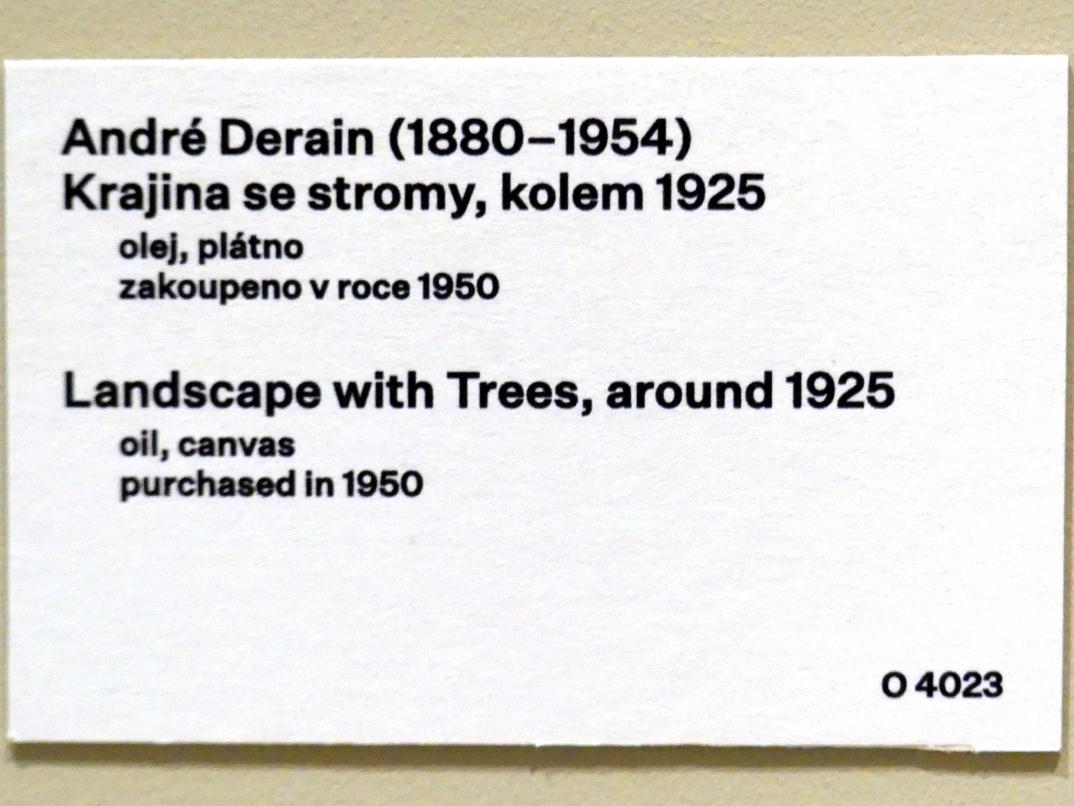 André Derain (1880–1954)
Krajina se stromy, kolem 1925
olej, plátno
zakoupeno v roce 1950
Landscape with Trees, around 1925
oil, canvas
purchased in 1950
O 4023